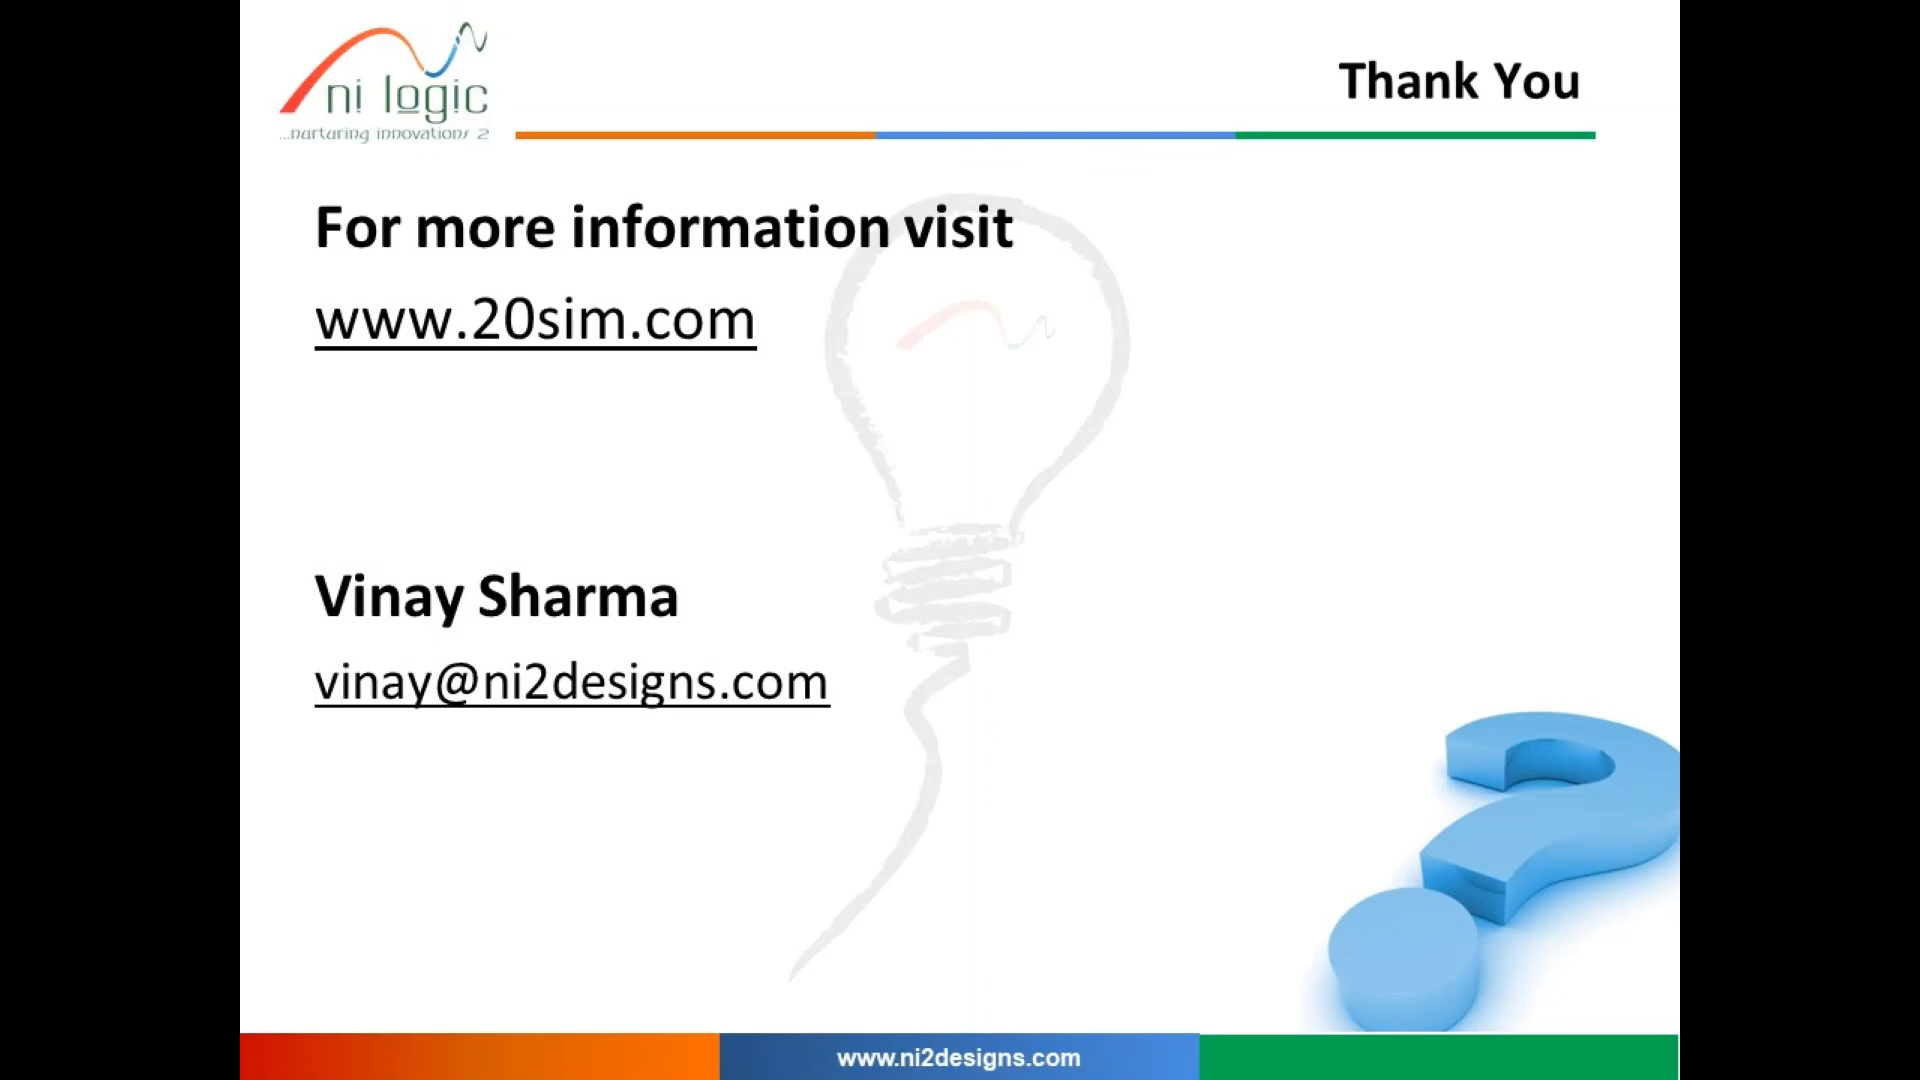 ni logic
...nurturing innovations 2
Thank You
For more information visit
www.20sim.com
Vinay Sharma
vinay@ni2designs.com
www.ni2designs.com